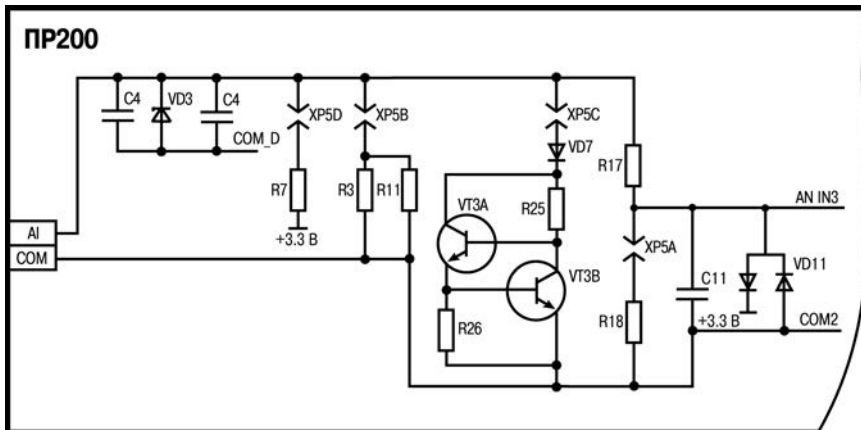 ПР200
C4
VD3
C4
COM_D
XP5D
XP5B
XP5C
VD7
R7
R3
R11
+3.3 В
R25
R17
AN IN3
VT3A
VT3B
XP5A
C11
VD11
R26
R18
+3.3 В
COM2
AI
COM